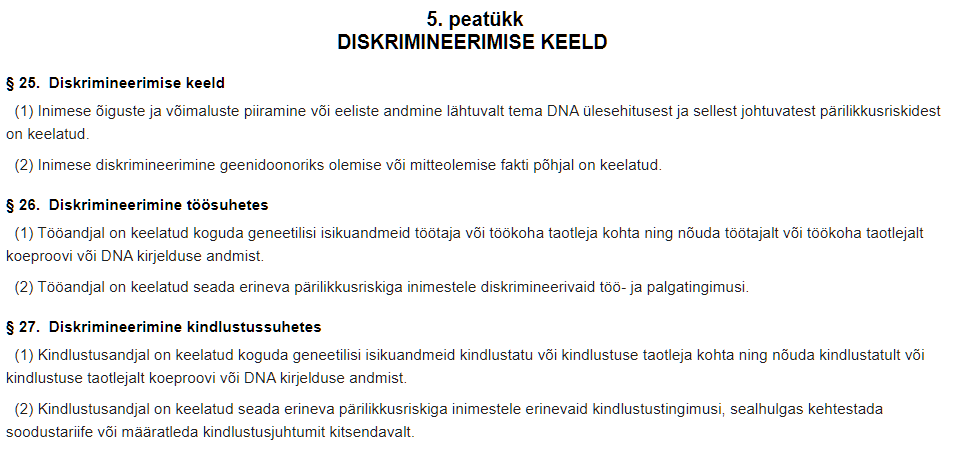 5. peatükk
DISKRIMINEERIMISE KEELD
§ 25. Diskrimineerimise keeld
(1) Inimese õiguste ja võimaluste piiramine või eeliste andmine lähtuvalt tema DNA ülesehitusest ja sellest johtuvatest pärilikkusriskidest
on keelatud.
(2) Inimese diskrimineerimine geenidoonoriks olemise või mitteolemise fakti põhjal on keelatud.
§ 26. Diskrimineerimine töösuhetes
(1) Tööandjal on keelatud koguda geneetilisi isikuandmeid töötaja või töökoha taotleja kohta ning nõuda töötajalt või töökoha taotlejalt
koeproovi või DNA kirjelduse andmist.
(2) Tööandjal on keelatud seada erineva pärilikkusriskiga inimestele diskrimineerivaid töö- ja palgatingimusi.
§ 27. Diskrimineerimine kindlustussuhetes
(1) Kindlustusandjal on keelatud koguda geneetilisi isikuandmeid kindlustatu või kindlustuse taotleja kohta ning nõuda kindlustatult või
kindlustuse taotlejalt koeproovi või DNA kirjelduse andmist.
(2) Kindlustusandjal on keelatud seada erineva pärilikkusriskiga inimestele erinevaid kindlustustingimusi, sealhulgas kehtestada
soodustariife või määratleda kindlustusjuhtumit kitsendavalt.